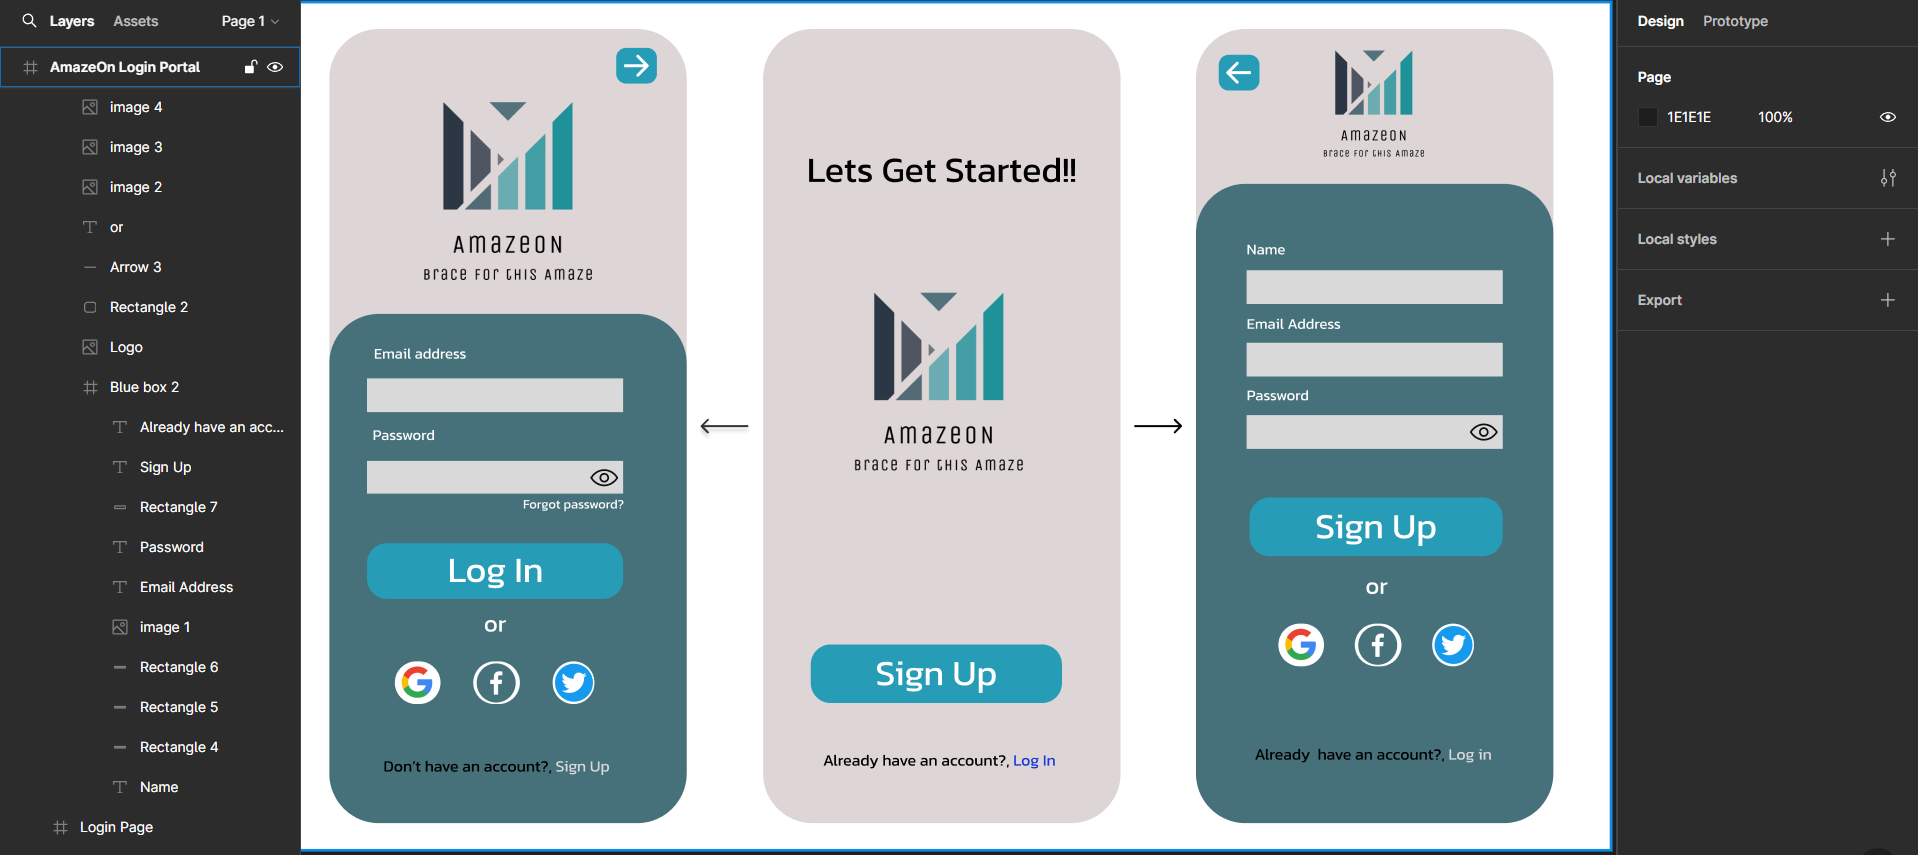 Layers
Assets
Page 1
AmazeOn Login Portal
image 4
image 3
image 2
or
Arrow 3
Rectangle 2
Logo
Blue box 2
Already have an acc...
Sign Up
Rectangle 7
Password
Email Address
image 1
Rectangle 6
Rectangle 5
Rectangle 4
Name
Login Page
Amazeon
Brace for this Amaze
Email address
Password
Forgot password?
Log In
or
Don't have an account?, Sign Up
Lets Get Started!!
Amazeon
Brace for this Amaze
Sign Up
Already have an account?, Log In
Amazeon
Brace for this Amaze
Name
Email Address
Password
Sign Up
or
Already  have an account?, Log in
Design
Prototype
Page
1E1E1E
100%
Local variables
Local styles
Export